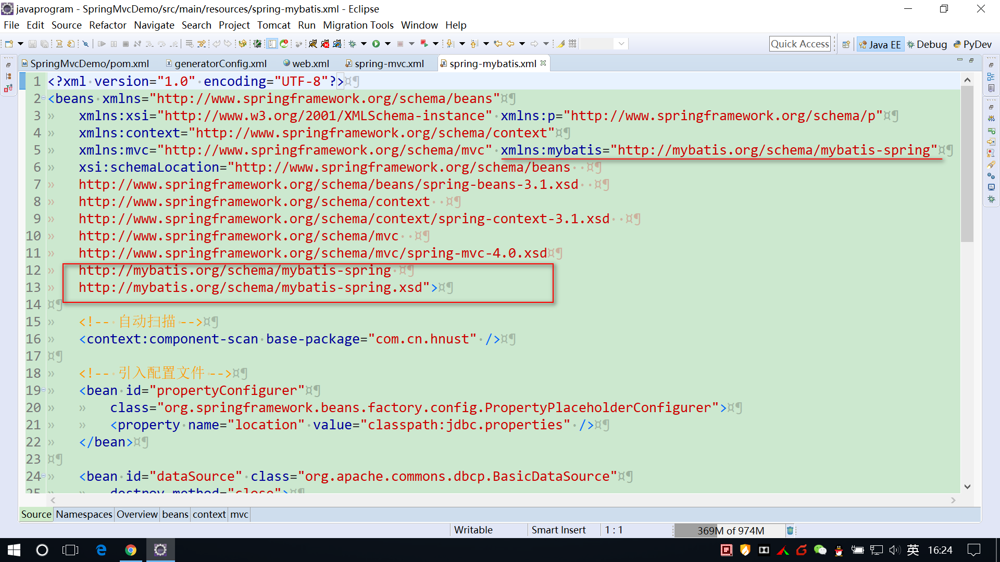 javaprogram - SpringMvcDemo/src/main/resources/spring-mybatis.xml - Eclipse
File Edit Source Refactor Navigate Search Project Tomcat Run Migration Tools Window Help
Quick Access Java EE Debug PyDev
SpringMvcDemo/pom.xml generatorConfig.xml web.xml spring-mvc.xml spring-mybatis.xml
1 <?xml version="1.0" encoding="UTF-8"?>¤¶
2 <beans xmlns="http://www.springframework.org/schema/beans"¤¶
3 » xmlns:xsi="http://www.w3.org/2001/XMLSchema-instance" xmlns:p="http://www.springframework.org/schema/p"¤¶
4 » xmlns:context="http://www.springframework.org/schema/context"¤¶
5 » xmlns:mvc="http://www.springframework.org/schema/mvc" xmlns:mybatis="http://mybatis.org/schema/mybatis-spring"¤¶
6 » xsi:schemaLocation="http://www.springframework.org/schema/beans ¤¶
7 » http://www.springframework.org/schema/beans/spring-beans-3.1.xsd ¤¶
8 » http://www.springframework.org/schema/context ¤¶
9 » http://www.springframework.org/schema/context/spring-context-3.1.xsd ¤¶
10 » http://www.springframework.org/schema/mvc ¤¶
11 » http://www.springframework.org/schema/mvc/spring-mvc-4.0.xsd¤¶
12 » http://mybatis.org/schema/mybatis-spring ¤¶
13 » http://mybatis.org/schema/mybatis-spring.xsd">¤¶
14 ¤¶
15 » <!-- 自动扫描 -->¤¶
16 » <context:component-scan base-package="com.cn.hnust" />¤¶
17 ¤¶
18 » <!-- 引入配置文件 -->¤¶
19 » <bean id="propertyConfigurer"¤¶
20 » » class="org.springframework.beans.factory.config.PropertyPlaceholderConfigurer">¤¶
21 » » <property name="location" value="classpath:jdbc.properties" />¤¶
22 » </bean>¤¶
23 ¤¶
24 » <bean id="dataSource" class="org.apache.commons.dbcp.BasicDataSource"¤¶
25 » » destroy-method="close">¤¶
Source Namespaces Overview beans context mvc
Writable Smart Insert 1 : 1 369M of 974M
英 16:24